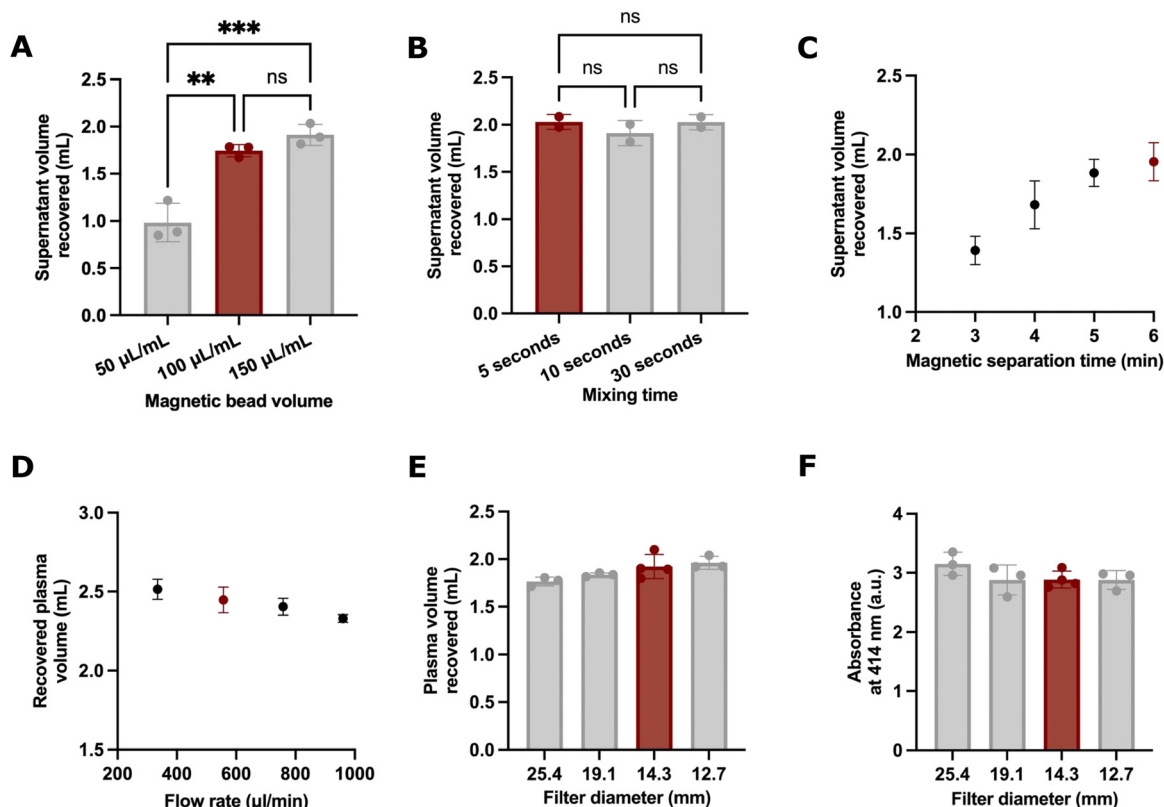 A
***
**
ns
Supernatant volume
recovered (mL)
2.5
2.0
1.5
1.0
0.5
0.0
50 µL/mL
100 µL/mL
150 µL/mL
Magnetic bead volume
B
ns
ns
ns
Supernatant volume
recovered (mL)
2.5
2.0
1.5
1.0
0.5
0.0
5 seconds
10 seconds
30 seconds
Mixing time
C
Supernatant volume
recovered (mL)
2.5
2.0
1.5
1.0
2 3 4 5 6
Magnetic separation time (min)
D
Recovered plasma
volume (mL)
3.0
2.5
2.0
1.5
200 400 600 800 1000
Flow rate (µl/min)
E
Plasma volume
recovered (mL)
2.5
2.0
1.5
1.0
0.5
0.0
25.4 19.1 14.3 12.7
Filter diameter (mm)
F
Absorbance
at 414 nm (a.u.)
4
3
2
1
0
25.4 19.1 14.3 12.7
Filter diameter (mm)